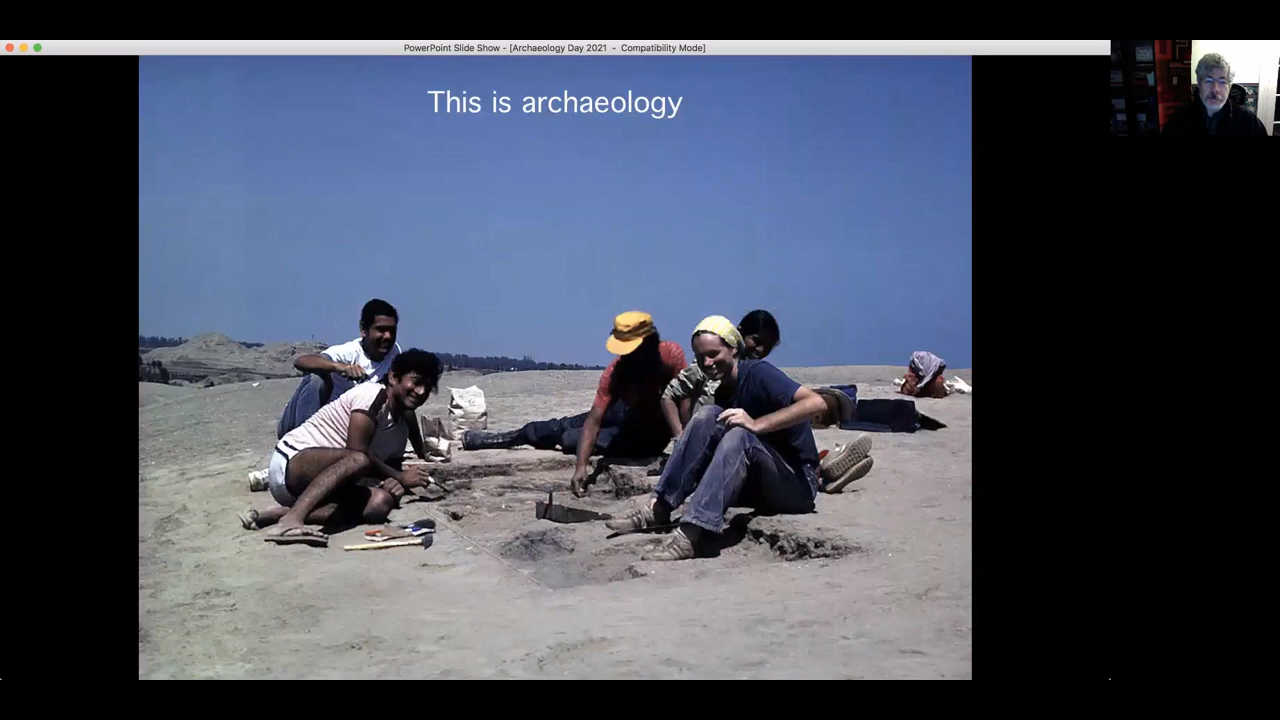 PowerPoint Slide Show - [Archaeology Day 2021 - Compatibility Mode]
This is archaeology